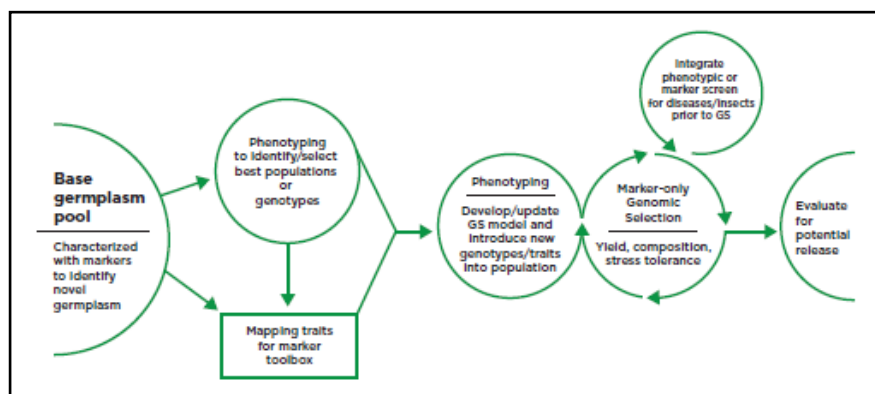 Base
germplasm
pool
Characterized
with markers
to identify
novel
germplasm
Phenotyping
to identify/select
best populations
or
genotypes
Mapping traits
for marker
toolbox
Phenotyping
Develop/update
GS model and
introduce new
genotypes/traits
into population
Integrate
phenotypic or
marker screen
for diseases/insects
prior to GS
Marker-only
Genomic
Selection
Yield, composition,
stress tolerance
Evaluate
for
potential
release